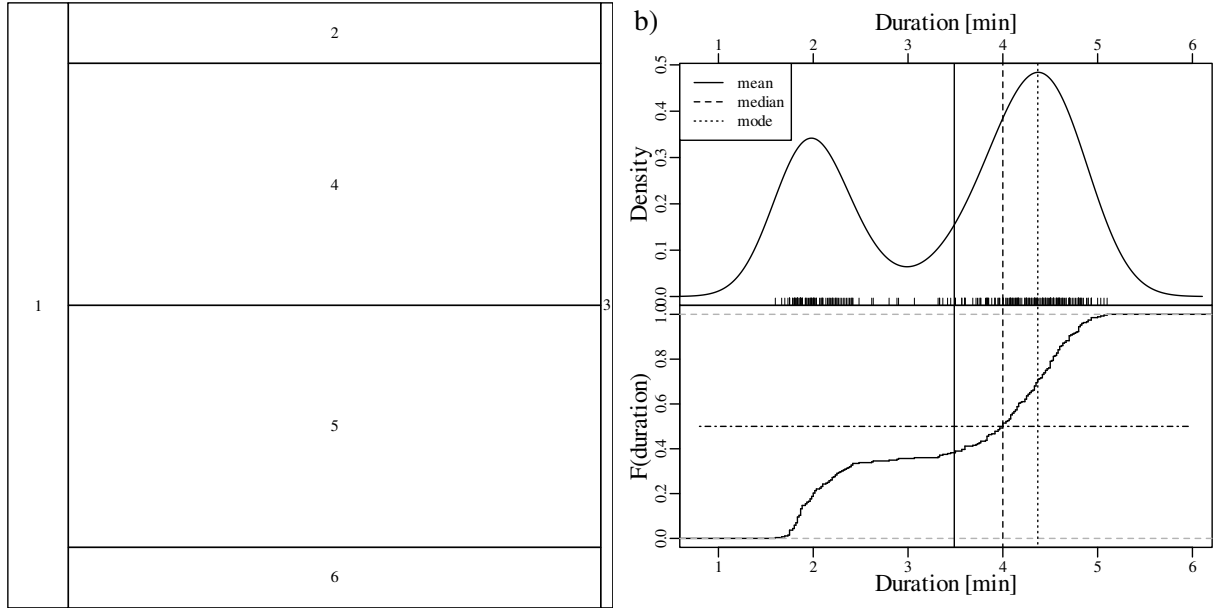 2
4
1
3
5
6
b)
Duration [min]
1 2 3 4 5 6
mean
median
mode
Density
0.0 0.1 0.2 0.3 0.4 0.5
F(duration)
0.0 0.2 0.4 0.6 0.8 1.0
1 2 3 4 5 6
Duration [min]